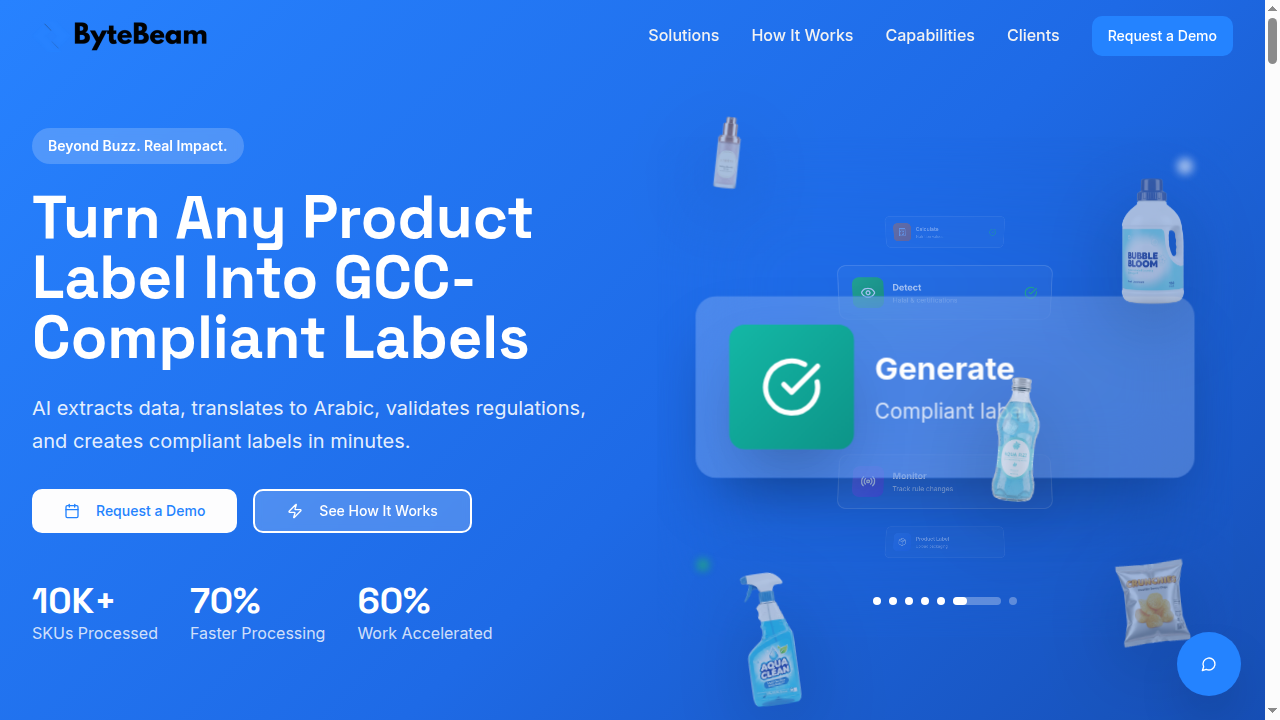 ByteBeam
Solutions
How It Works
Capabilities
Clients
Request a Demo
Beyond Buzz. Real Impact.
Turn Any Product
Label Into GCC-
Compliant Labels
AI extracts data, translates to Arabic, validates regulations,
and creates compliant labels in minutes.
Request a Demo
See How It Works
10K+
SKUs Processed
70%
Faster Processing
60%
Work Accelerated
Calculate
Detect
Generate
Compliant label
Monitor
Track rule changes
Product Label
BUBBLE
BLOOM
AQUA
CLEAN